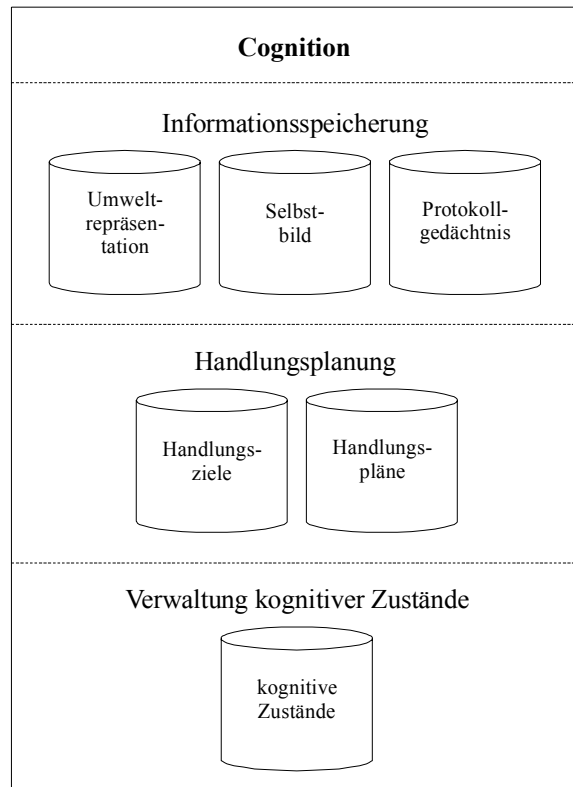 Cognition
Informationsspeicherung
Umwelt-
repräsen-
tation
Selbst-
bild
Protokoll-
gedächtnis
Handlungsplanung
Handlungs-
ziele
Handlungs-
pläne
Verwaltung kognitiver Zustände
kognitive
Zustände